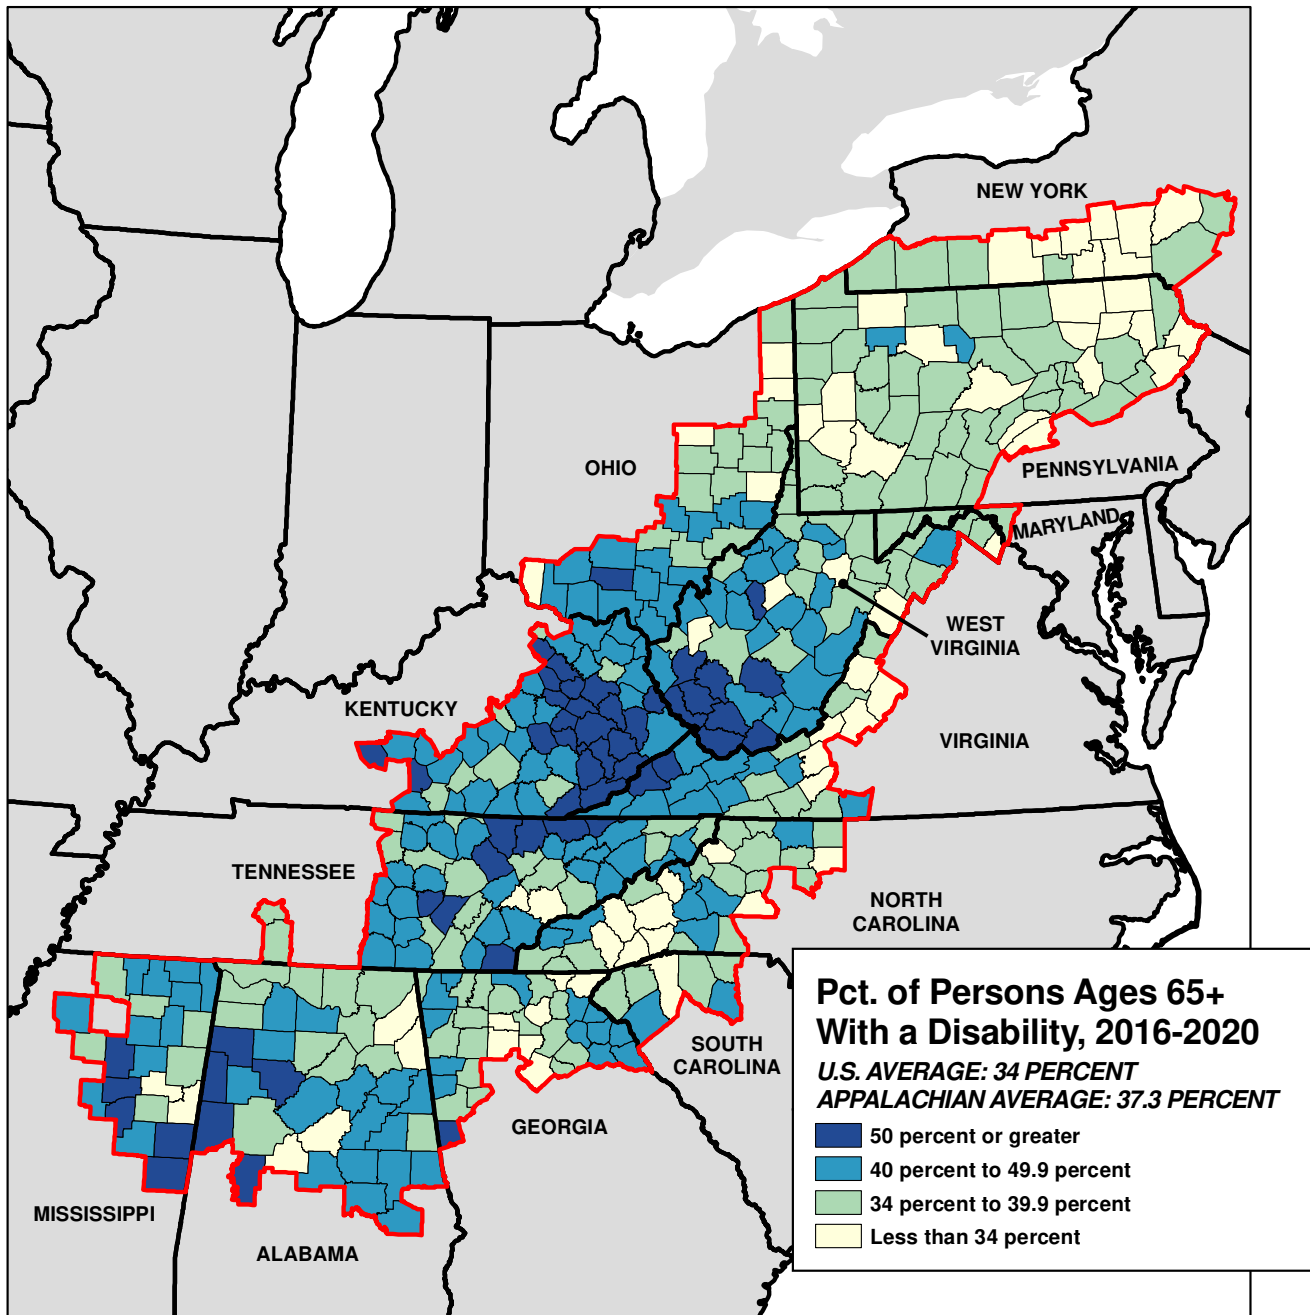 NEW YORK
OHIO
PENNSYLVANIA
MARYLAND
WEST
VIRGINIA
KENTUCKY
VIRGINIA
TENNESSEE
NORTH
CAROLINA
SOUTH
CAROLINA
GEORGIA
MISSISSIPPI
ALABAMA
Pct. of Persons Ages 65+
With a Disability, 2016-2020
U.S. AVERAGE: 34 PERCENT
APPALACHIAN AVERAGE: 37.3 PERCENT
50 percent or greater
40 percent to 49.9 percent
34 percent to 39.9 percent
Less than 34 percent